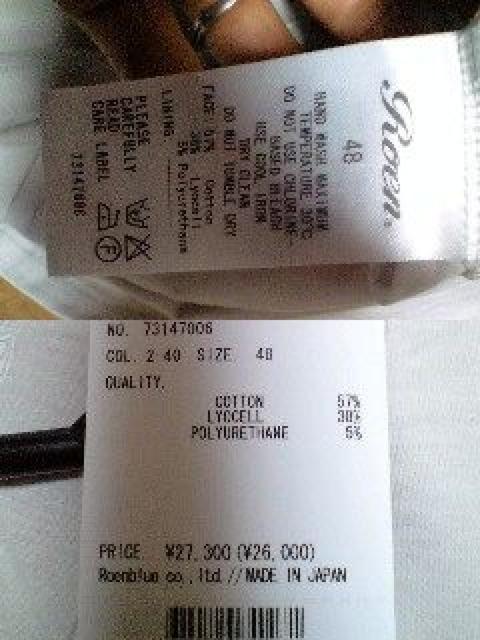 Roen.
48
HAND WASH MAXIMUM
TEMPERATURE 30°C
DO NOT USE CHLORINE-
BASED BLEACH
USE COOL IRON
DRY CLEAN
DO NOT TUMBLE DRY
FACE 57% Cotton
38% Lyocell
5% Polyurethane
LINING
PLEASE
CAREFULLY
READ
CARE LABEL
73147006
NO. 73147006
COL. 2 40 SIZE 48
QUALITY.
COTTON 57%
LYOCELL 38%
POLYURETHANE 5%
PRICE ¥27,300 (¥26,000)
Roenblue co.,ltd.//MADE IN JAPAN